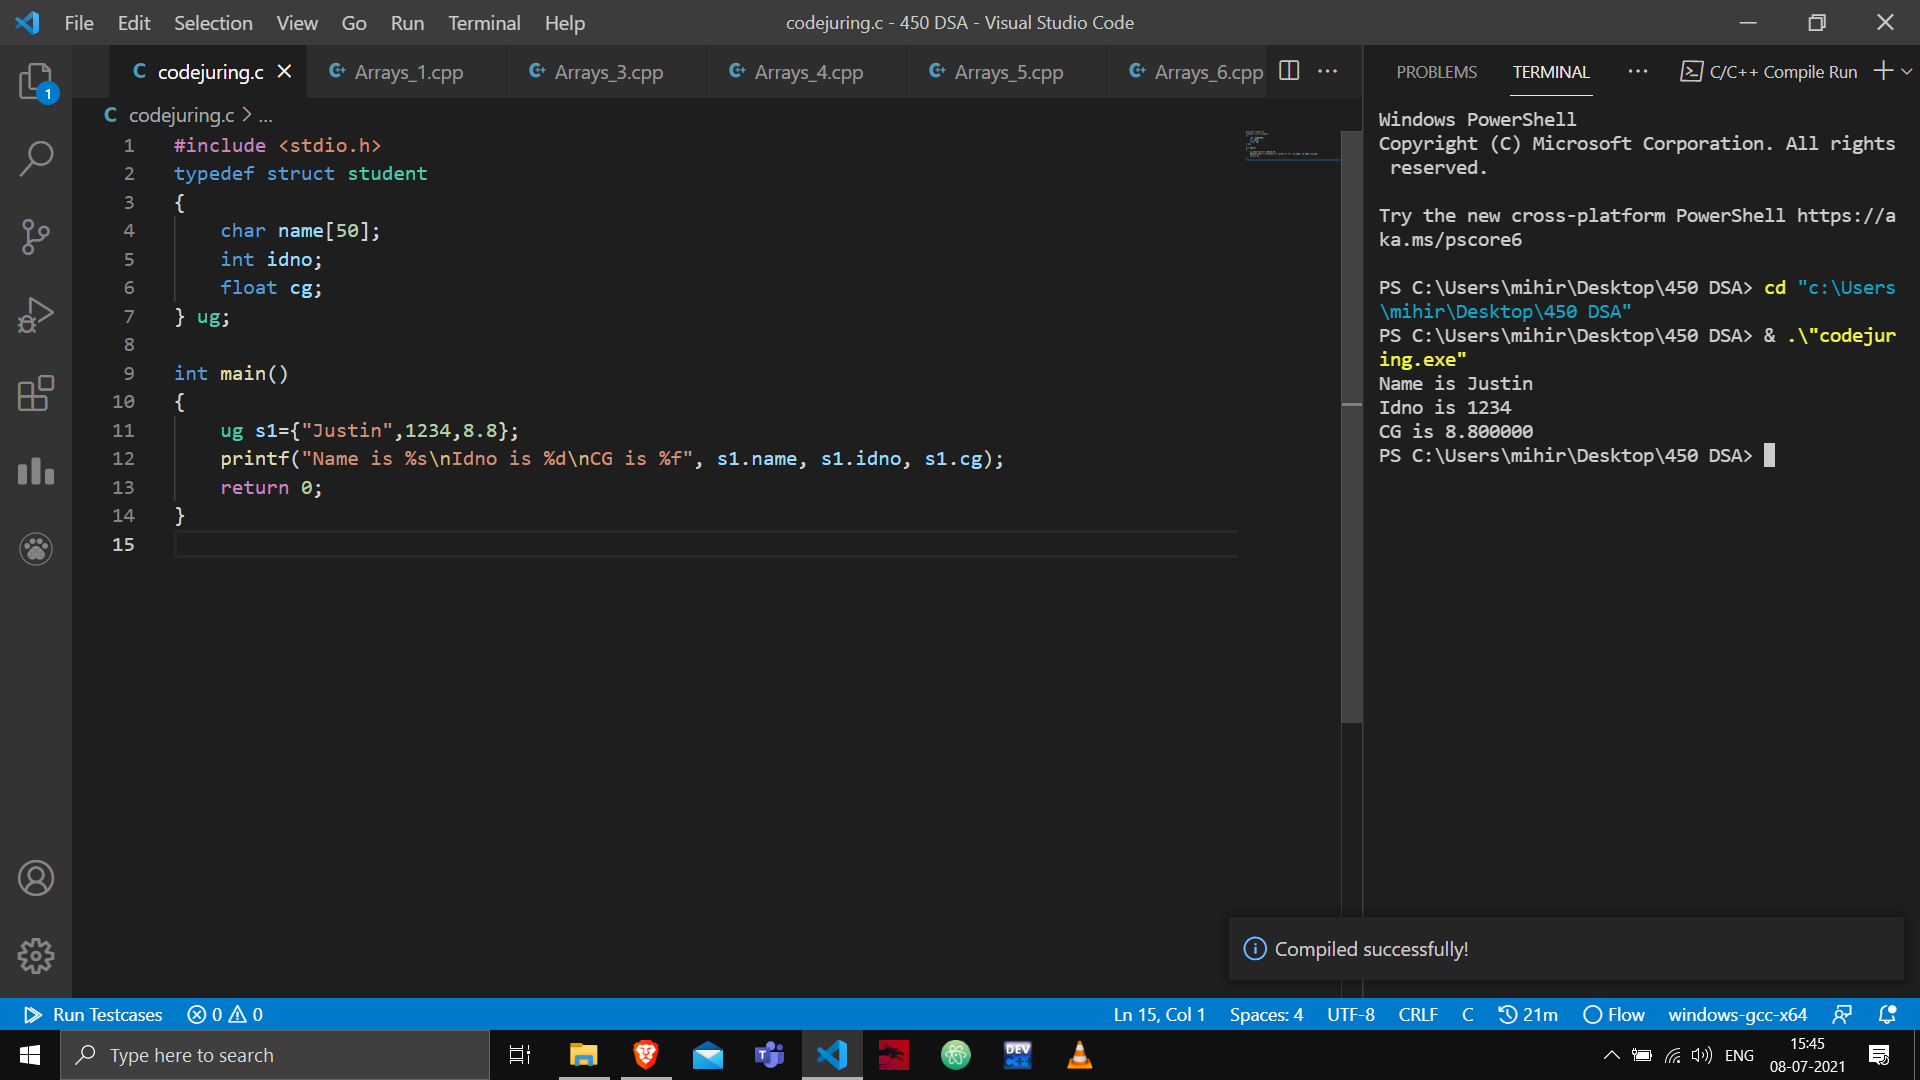 File Edit Selection View Go Run Terminal Help codejuring.c - 450 DSA - Visual Studio Code
codejuring.c Arrays_1.cpp Arrays_3.cpp Arrays_4.cpp Arrays_5.cpp Arrays_6.cpp
C codejuring.c > ...
1 #include <stdio.h>
2 typedef struct student
3 {
4 char name[50];
5 int idno;
6 float cg;
7 } ug;
8
9 int main()
10 {
11 ug s1={"Justin",1234,8.8};
12 printf("Name is %s\nIdno is %d\nCG is %f", s1.name, s1.idno, s1.cg);
13 return 0;
14 }
15
1
PROBLEMS TERMINAL ... C/C++ Compile Run
Windows PowerShell
Copyright (C) Microsoft Corporation. All rights
reserved.
Try the new cross-platform PowerShell https://a
ka.ms/pscore6
PS C:\Users\mihir\Desktop\450 DSA> cd "c:\Users
\mihir\Desktop\450 DSA"
PS C:\Users\mihir\Desktop\450 DSA> & .\"codejur
ing.exe"
Name is Justin
Idno is 1234
CG is 8.800000
PS C:\Users\mihir\Desktop\450 DSA>
Compiled successfully!
Run Testcases 0 0 Ln 15, Col 1 Spaces: 4 UTF-8 CRLF C 21m Flow windows-gcc-x64
Type here to search DEV C++ ENG 15:45
08-07-2021